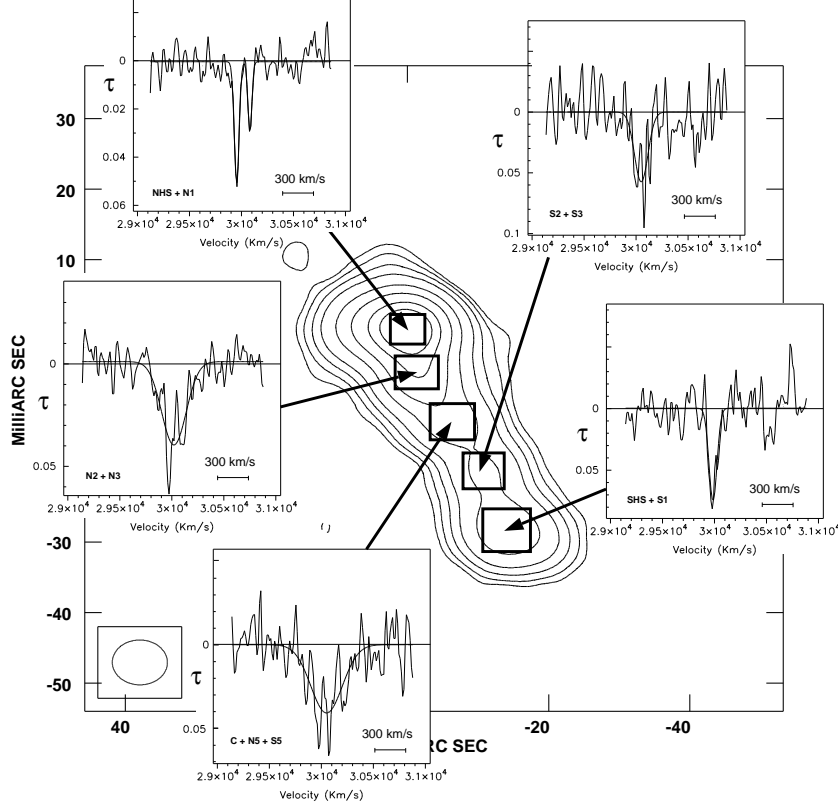 0
τ
0.02
0.04
0.06
NHS + N1
300 km/s
2.9×10⁴ 2.95×10⁴ 3×10⁴ 3.05×10⁴ 3.1×10⁴
Velocity (Km/s)
0
τ
0.05
0.1
S2 + S3
300 km/s
2.9×10⁴ 2.95×10⁴ 3×10⁴ 3.05×10⁴ 3.1×10⁴
Velocity (Km/s)
30
20
10
MilliARC SEC
0
τ
0.05
N2 + N3
300 km/s
2.9×10⁴ 2.95×10⁴ 3×10⁴ 3.05×10⁴ 3.1×10⁴
Velocity (Km/s)
0
τ
0.05
SHS + S1
300 km/s
2.9×10⁴ 2.95×10⁴ 3×10⁴ 3.05×10⁴ 3.1×10⁴
Velocity (Km/s)
-30
-40
-50
0
τ
0.05
C + N5 + S5
300 km/s
2.9×10⁴ 2.95×10⁴ 3×10⁴ 3.05×10⁴ 3.1×10⁴
Velocity (Km/s)
40 -20 -40
RC SEC